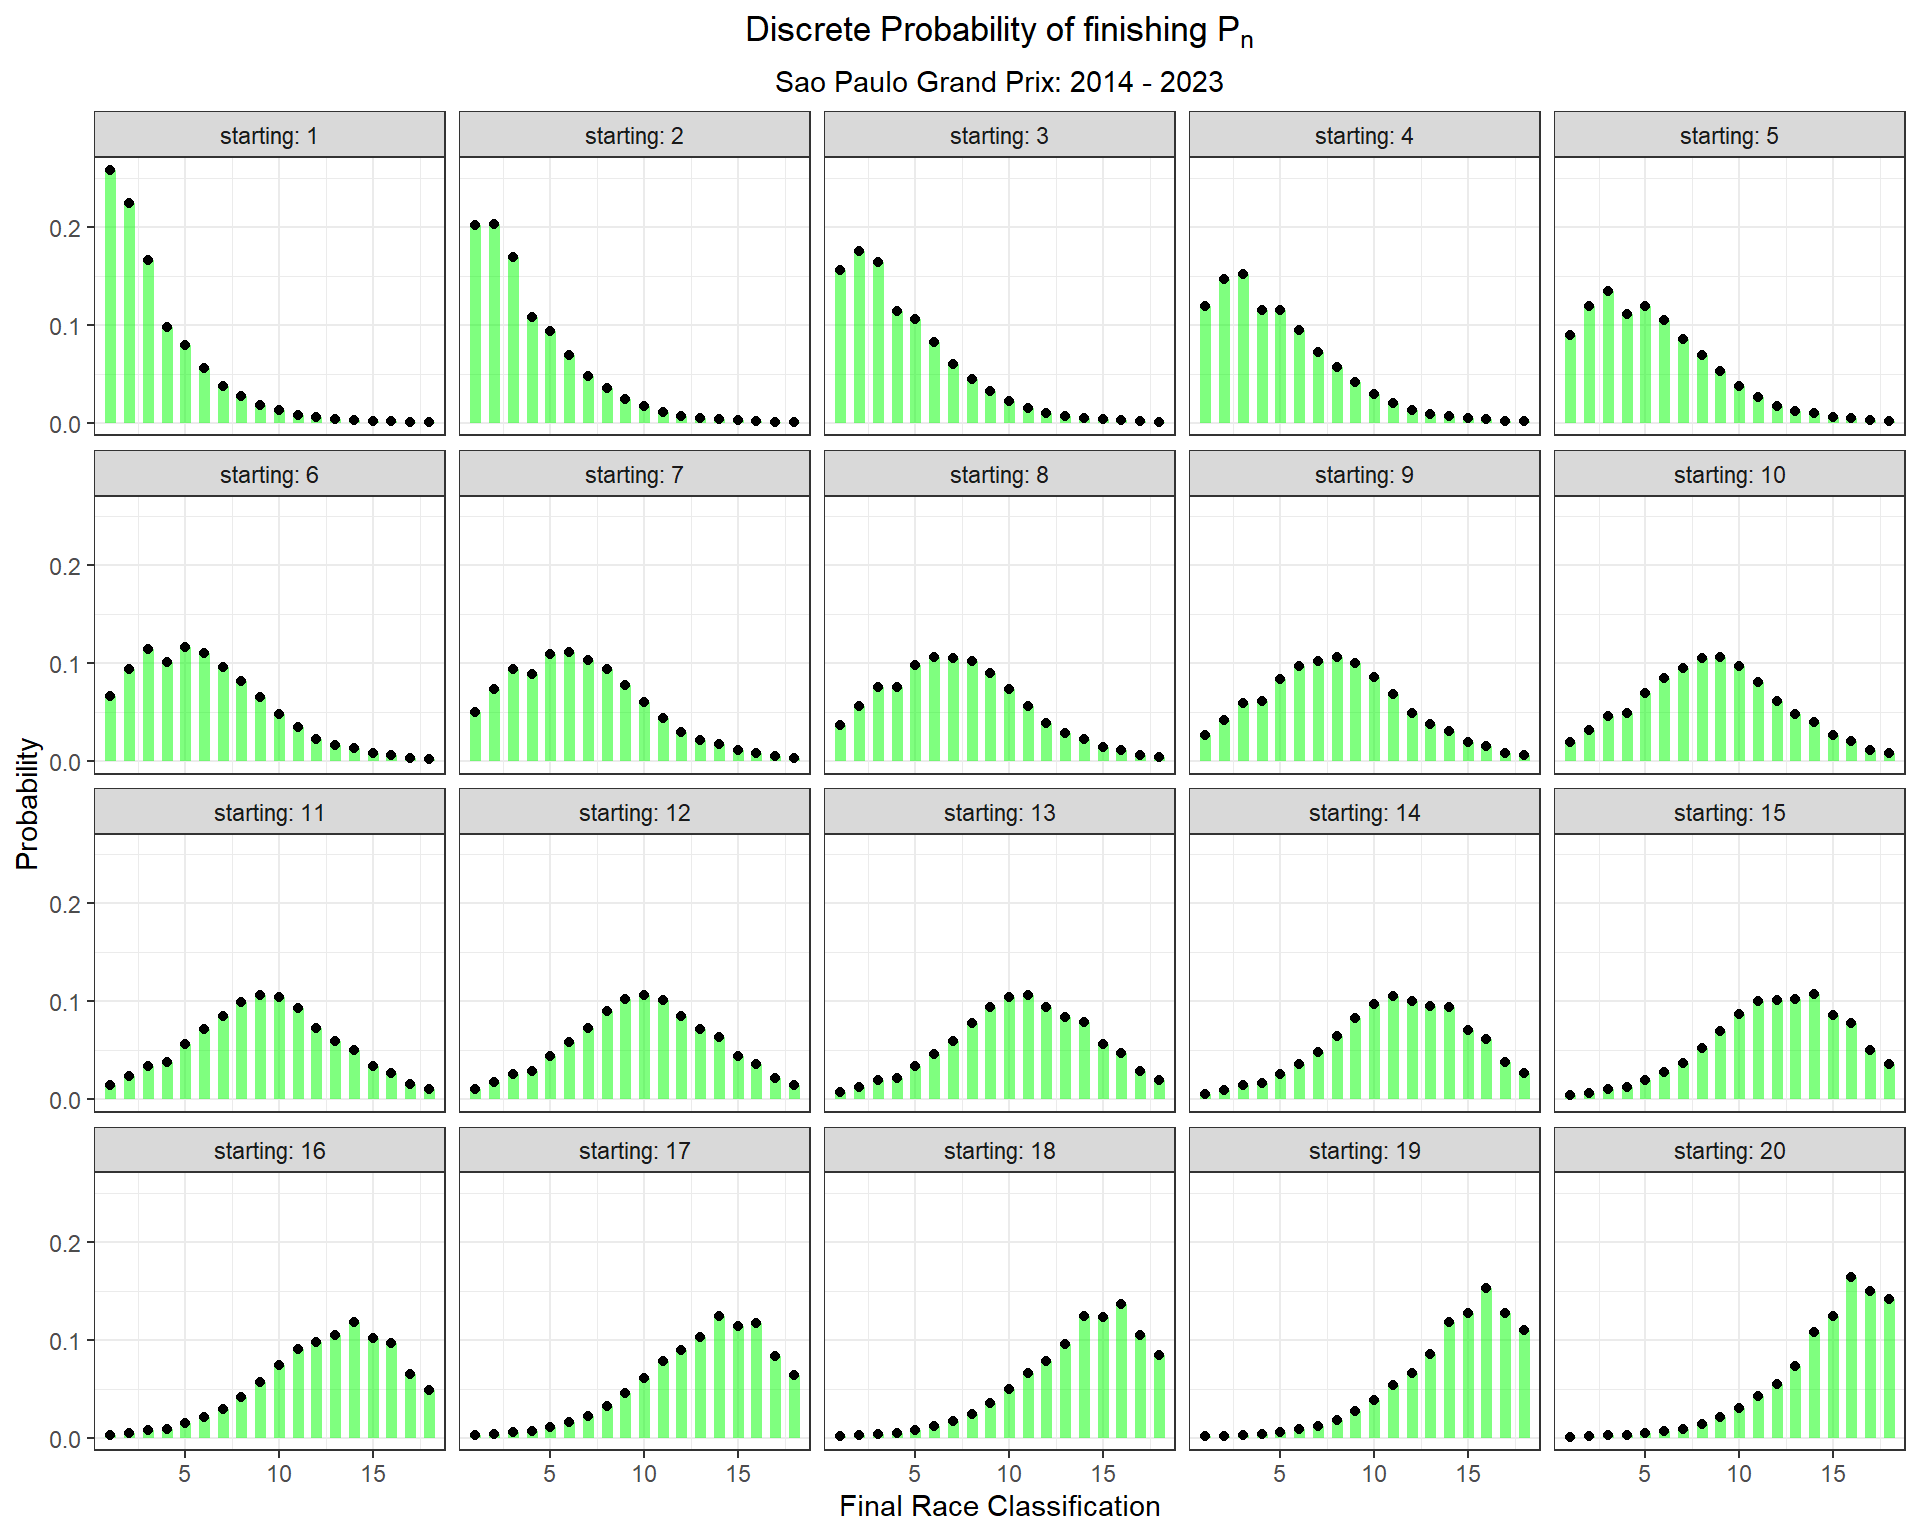 Discrete Probability of finishing Pn
Sao Paulo Grand Prix: 2014 - 2023
starting: 1
starting: 2
starting: 3
starting: 4
starting: 5
0.2
0.1
0.0
starting: 6
starting: 7
starting: 8
starting: 9
starting: 10
0.2
0.1
0.0
Probability
starting: 11
starting: 12
starting: 13
starting: 14
starting: 15
0.2
0.1
0.0
starting: 16
starting: 17
starting: 18
starting: 19
starting: 20
0.2
0.1
0.0
5 10 15 5 10 15 5 10 15 5 10 15 5 10 15
Final Race Classification